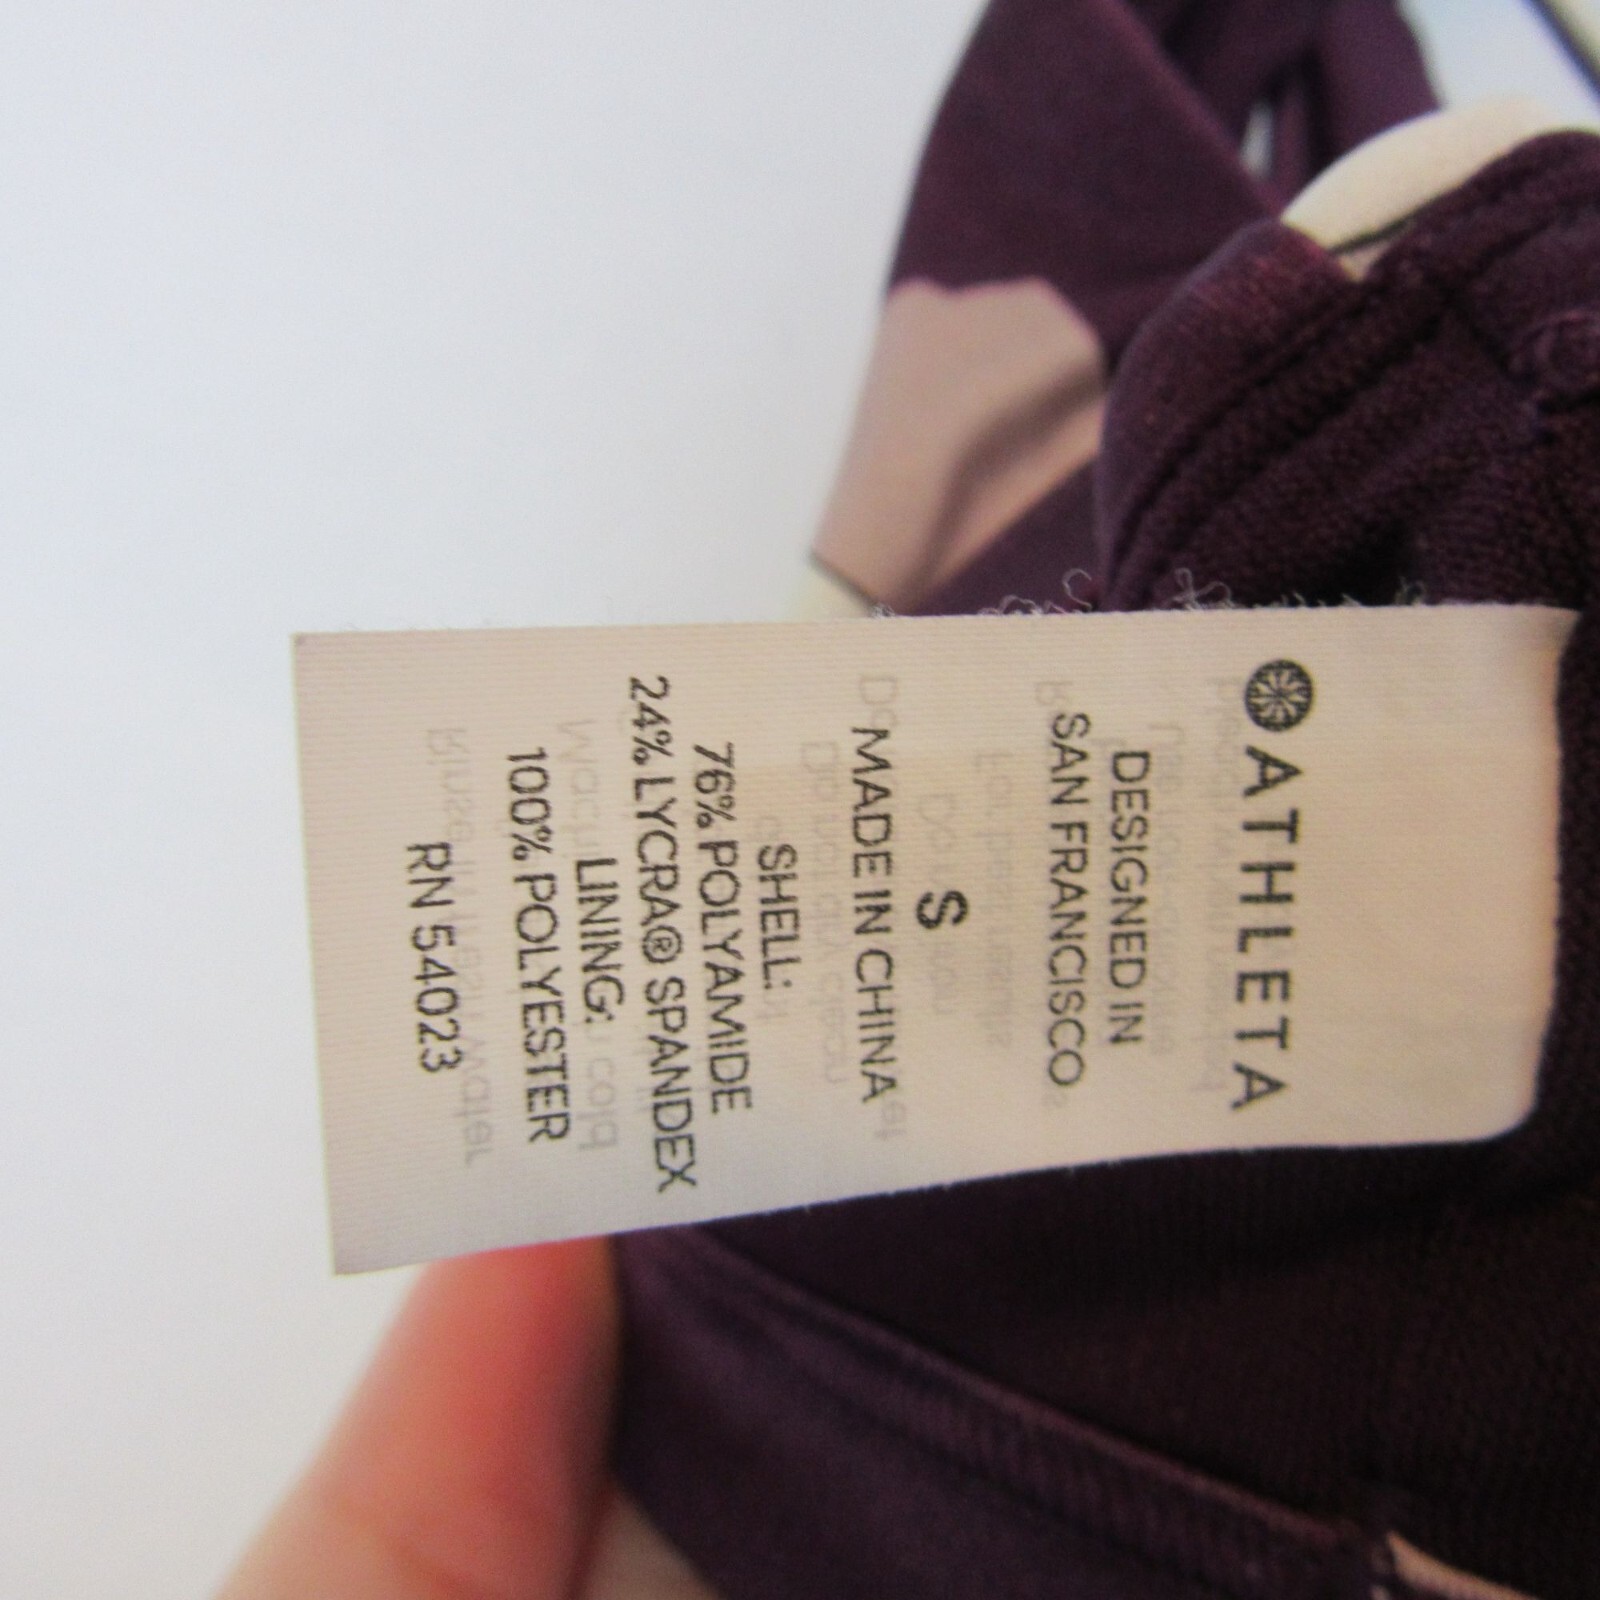 ATHLETA
DESIGNED IN
SAN FRANCISCO
S
MADE IN CHINA
SHELL:
76% POLYAMIDE
24% LYCRA® SPANDEX
LINING:
100% POLYESTER
RN 54023